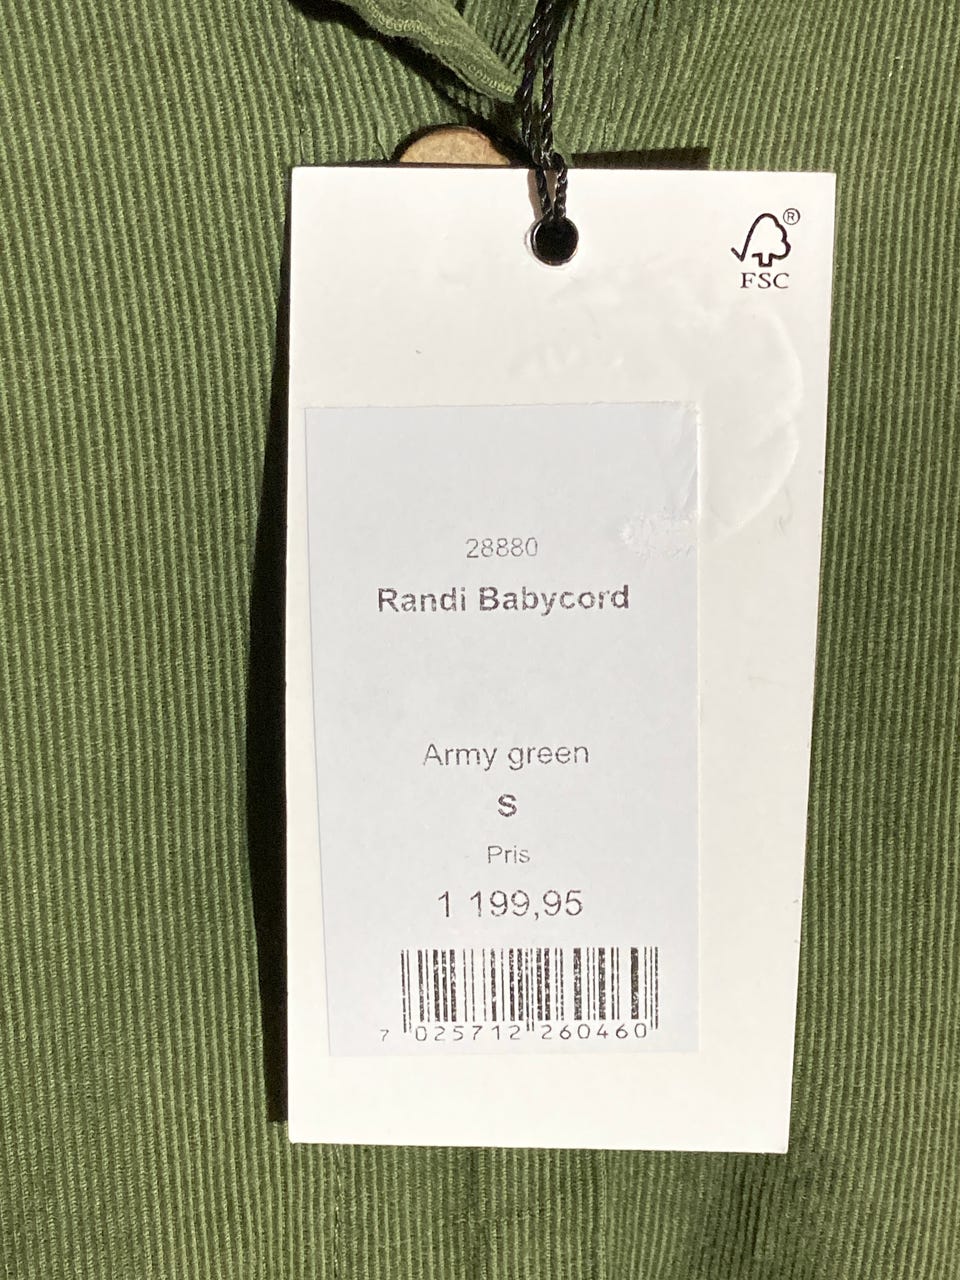 ®
FSC
28880
Randi Babycord
Army green
S
Pris
1 199,95
7 025712 260460